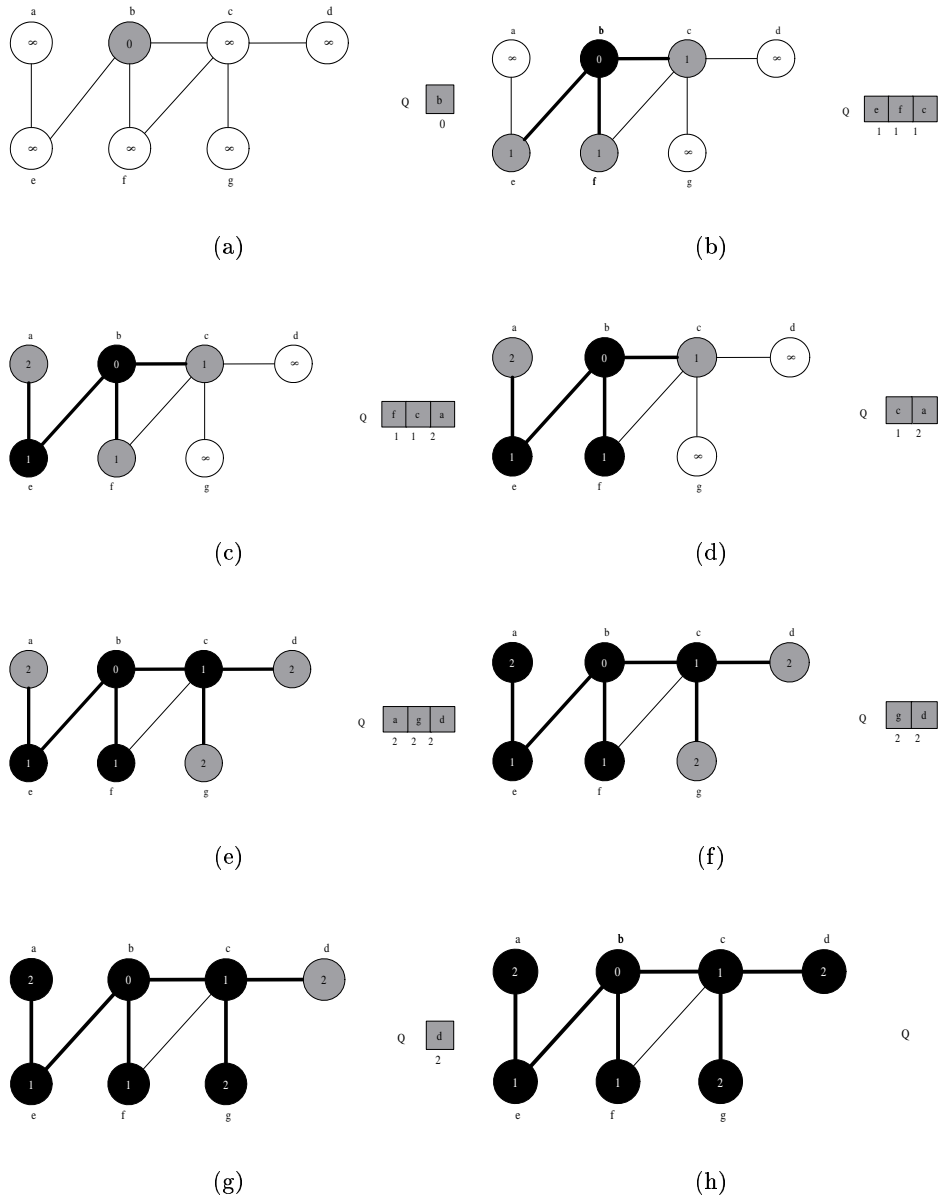 a b c d
∞ 0 ∞ ∞
Q b
0
∞ ∞ ∞
e f g
(a)
a b c d
∞ 0 1 ∞
Q e f c
1 1 1
1 1 ∞
e f g
(b)
a b c d
2 0 1 ∞
Q f c a
1 1 2
1 1 ∞
e f g
(c)
a b c d
2 0 1 ∞
Q c a
1 2
1 1 ∞
e f g
(d)
a b c d
2 0 1 2
Q a g d
2 2 2
1 1 2
e f g
(e)
a b c d
2 0 1 2
Q g d
2 2
1 1 2
e f g
(f)
a b c d
2 0 1 2
Q d
2
1 1 2
e f g
(g)
a b c d
2 0 1 2
Q
1 1 2
e f g
(h)